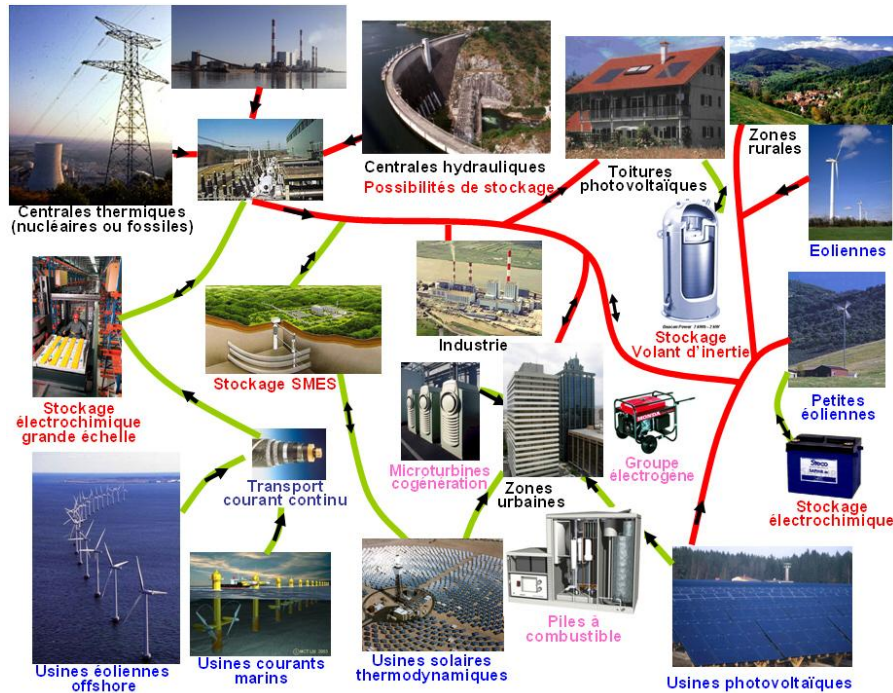 Centrales thermiques
(nucléaires ou fossiles)
Centrales hydrauliques
Possibilités de stockage
Toitures
photovoltaïques
Zones
rurales
Eoliennes
Stockage
Volant d'inertie
Industrie
Stockage SMES
Stockage
électrochimique
grande échelle
Petites
éoliennes
Microturbines
cogénération
HONDA
Groupe
électrogène
Transport
courant continu
Zones
urbaines
Stockage
électrochimique
Piles à
combustible
Usines éoliennes
offshore
Usines courants
marins
Usines solaires
thermodynamiques
Usines photovoltaïques